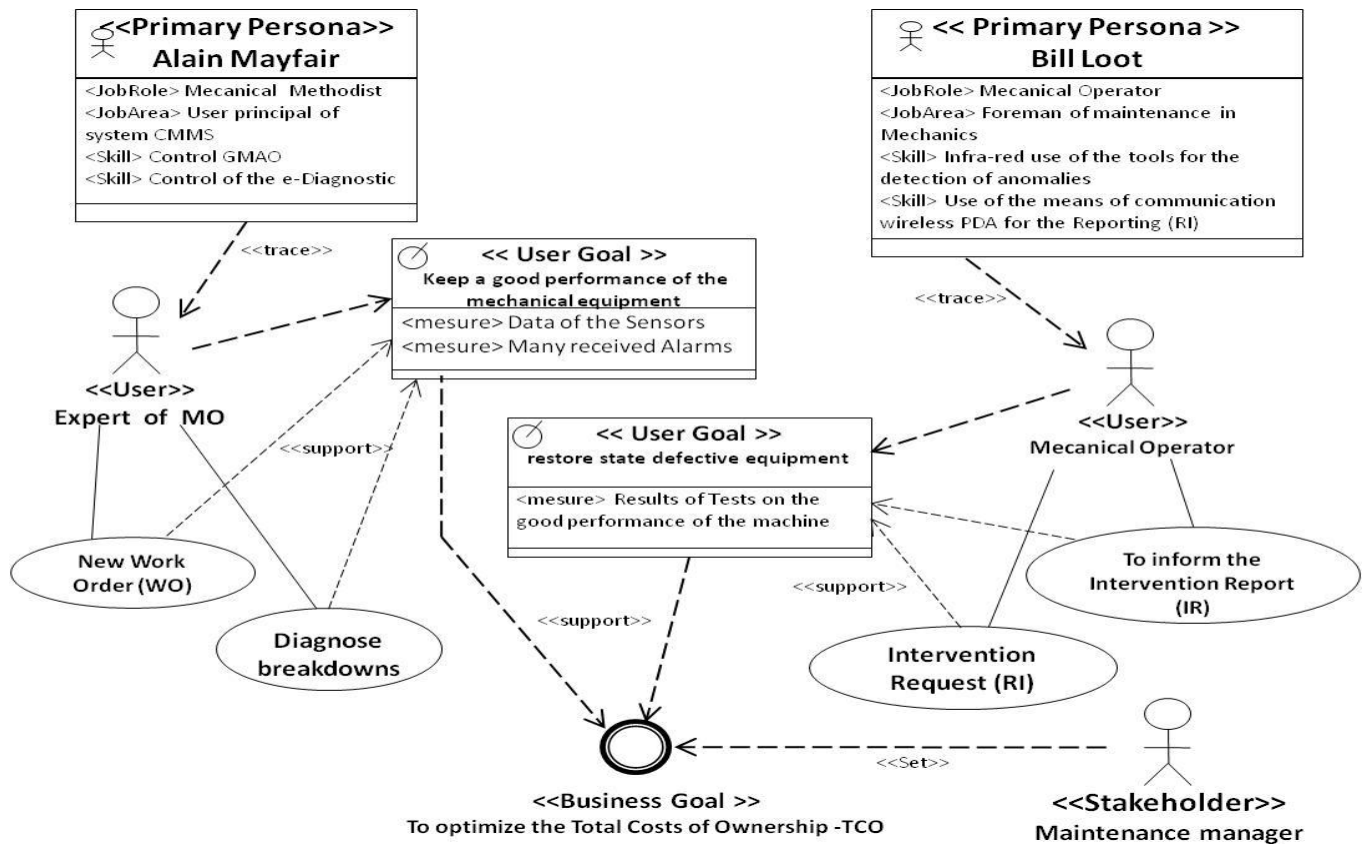 <<Primary Persona>>
Alain Mayfair
<JobRole> Mecanical Methodist
<JobArea> User principal of
system CMMS
<Skill> Control GMAO
<Skill> Control of the e-Diagnostic
<< Primary Persona >>
Bill Loot
<JobRole> Mecanical Operator
<JobArea> Foreman of maintenance in
Mechanics
<Skill> Infra-red use of the tools for the
detection of anomalies
<Skill> Use of the means of communication
wireless PDA for the Reporting (RI)
<<trace>>
<< User Goal >>
Keep a good performance of the
mechanical equipment
<mesure> Data of the Sensors
<mesure> Many received Alarms
<<trace>>
<<User>>
Expert of MO
<<support>>
<< User Goal >>
restore state defective equipment
<mesure> Results of Tests on the
good performance of the machine
<<User>>
Mecanical Operator
New Work
Order (WO)
Diagnose
breakdowns
<<support>>
<<support>>
To inform the
Intervention Report
(IR)
Intervention
Request (RI)
<<Set>>
<<Business Goal >>
To optimize the Total Costs of Ownership -TCO
<<Stakeholder>>
Maintenance manager